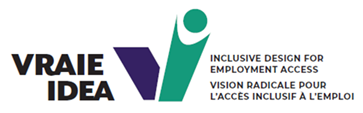 VRAIE
IDEA
INCLUSIVE DESIGN FOR
EMPLOYMENT ACCESS
VISION RADICALE POUR
L'ACCÈS INCLUSIF À L'EMPLOI